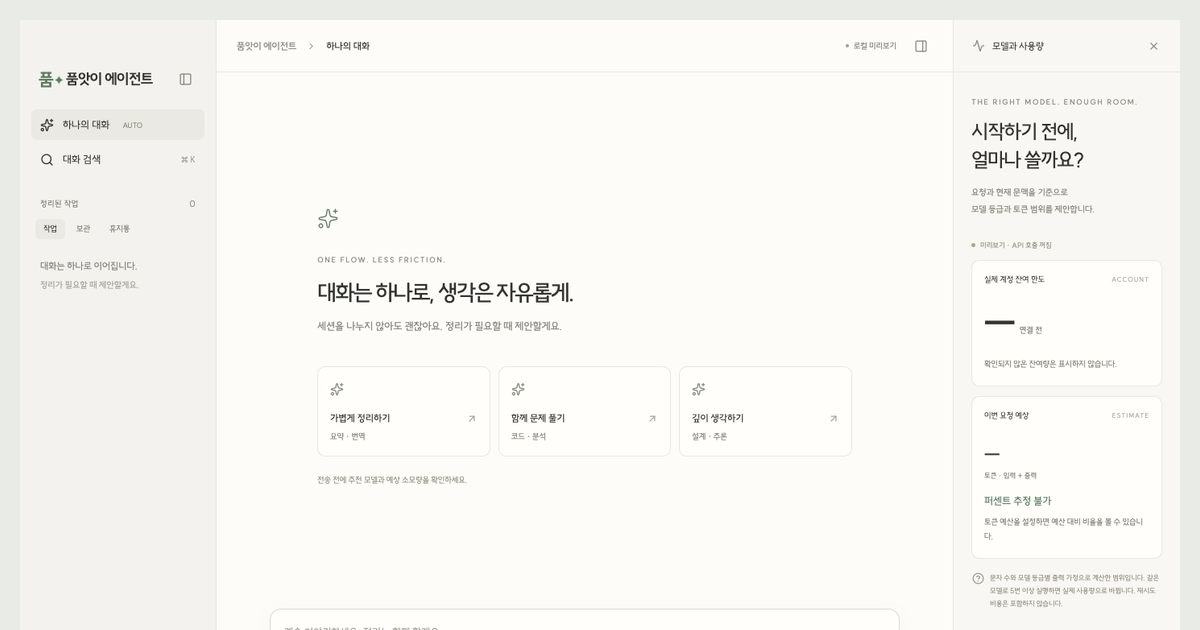 품✦ 품앗이 에이전트
하나의 대화 AUTO
대화 검색 ⌘ K
정리된 작업 0
작업 보관 휴지통
대화는 하나로 이어집니다.
정리가 필요할 때 제안할게요.
품앗이 에이전트 > 하나의 대화
로컬 미리보기
ONE FLOW. LESS FRICTION.
대화는 하나로, 생각은 자유롭게.
세션을 나누지 않아도 괜찮아요. 정리가 필요할 때 제안할게요.
가볍게 정리하기
요약 · 번역
함께 문제 풀기
코드 · 분석
깊이 생각하기
설계 · 추론
전송 전에 추천 모델과 예상 소모량을 확인하세요.
모델과 사용량
THE RIGHT MODEL. ENOUGH ROOM.
시작하기 전에,
얼마나 쓸까요?
요청과 현재 문맥을 기준으로
모델 등급과 토큰 범위를 제안합니다.
미리보기 · API 호출 꺼짐
실제 계정 잔여 한도 ACCOUNT
— 연결 전
확인되지 않은 잔여량은 표시하지 않습니다.
이번 요청 예상 ESTIMATE
—
토큰 · 입력 + 출력
퍼센트 추정 불가
토큰 예산을 설정하면 예산 대비 비율을 볼 수 있습니
다.
문자 수와 모델 등급별 출력 가정으로 계산한 범위입니다. 같은
모델로 5번 이상 실행하면 실제 사용량으로 바뀝니다. 재시도
비용은 포함하지 않습니다.